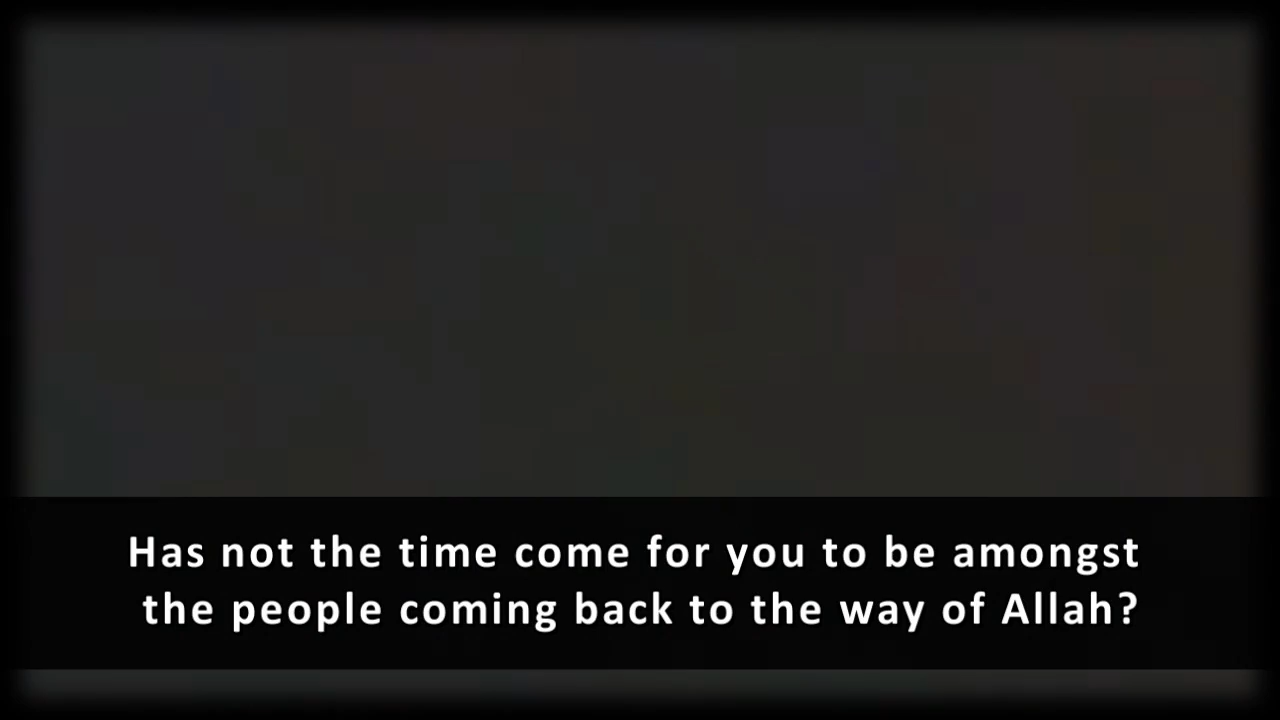 Has not the time come for you to be amongst
the people coming back to the way of Allah?